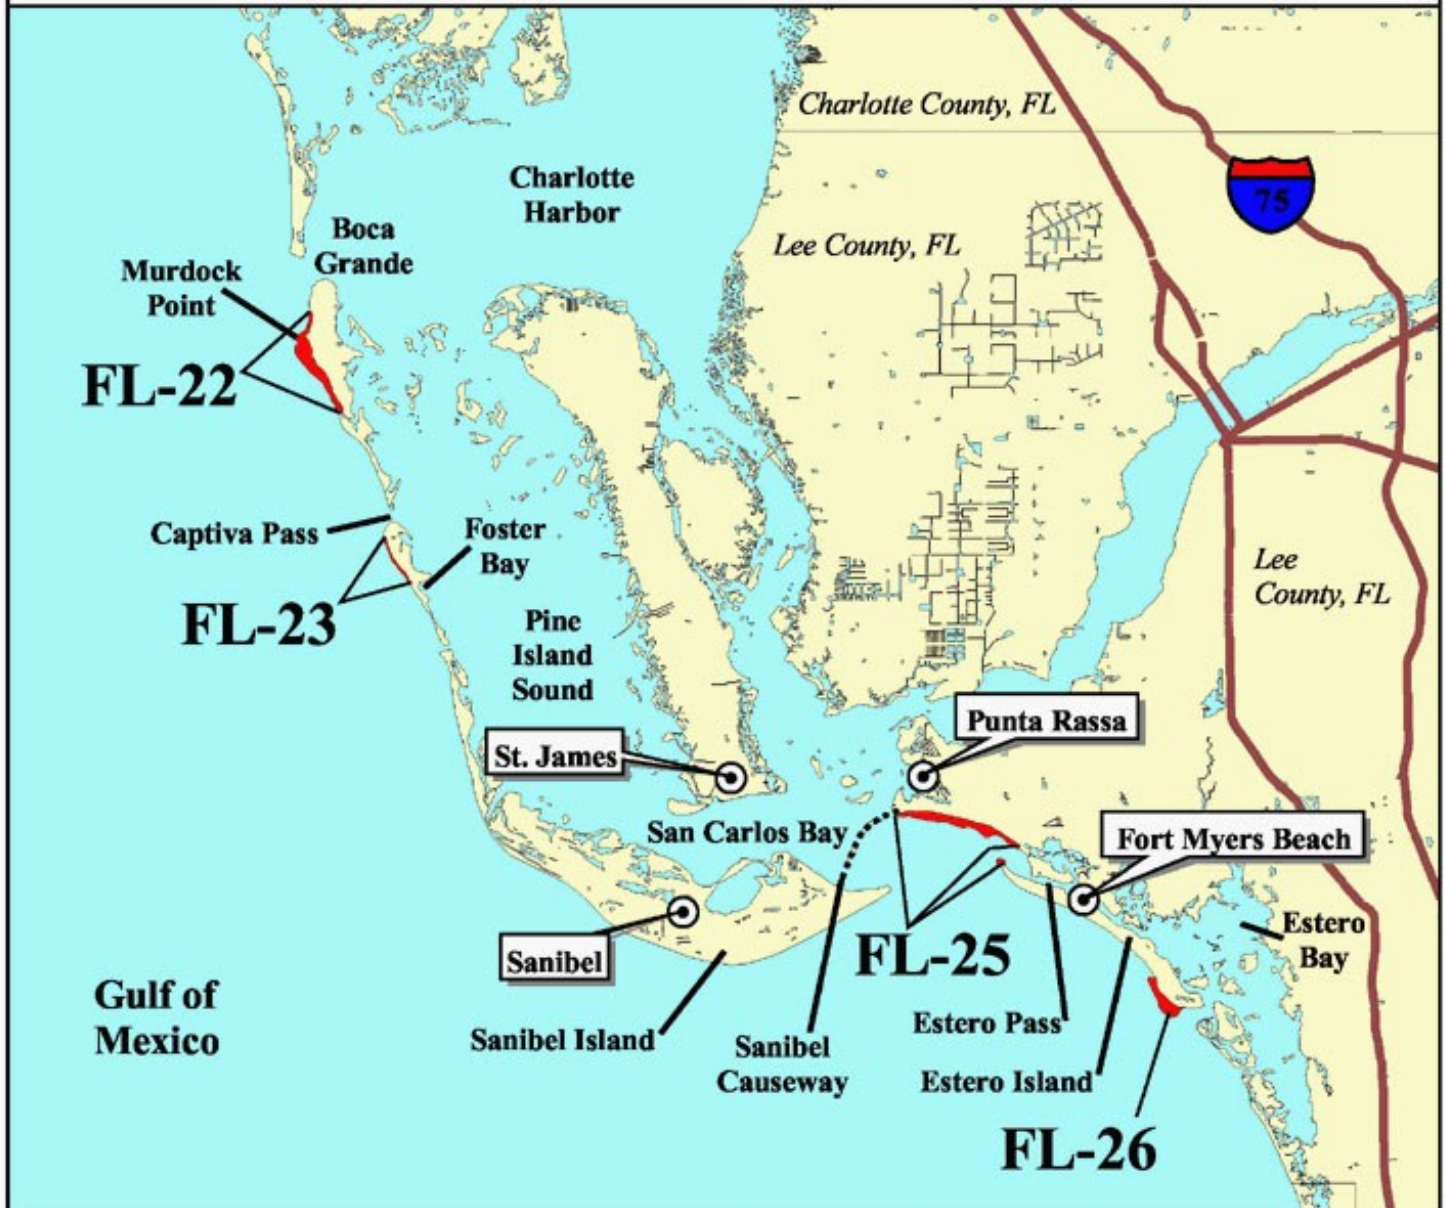 Charlotte County, FL
75
Charlotte
Harbor
Boca
Grande
Lee County, FL
Murdock
Point
FL-22
Captiva Pass
Foster
Bay
FL-23
Lee
County, FL
Pine
Island
Sound
Punta Rassa
St. James
San Carlos Bay
Fort Myers Beach
Sanibel
FL-25
Estero
Bay
Gulf of
Mexico
Sanibel Island
Sanibel
Causeway
Estero Pass
Estero Island
FL-26